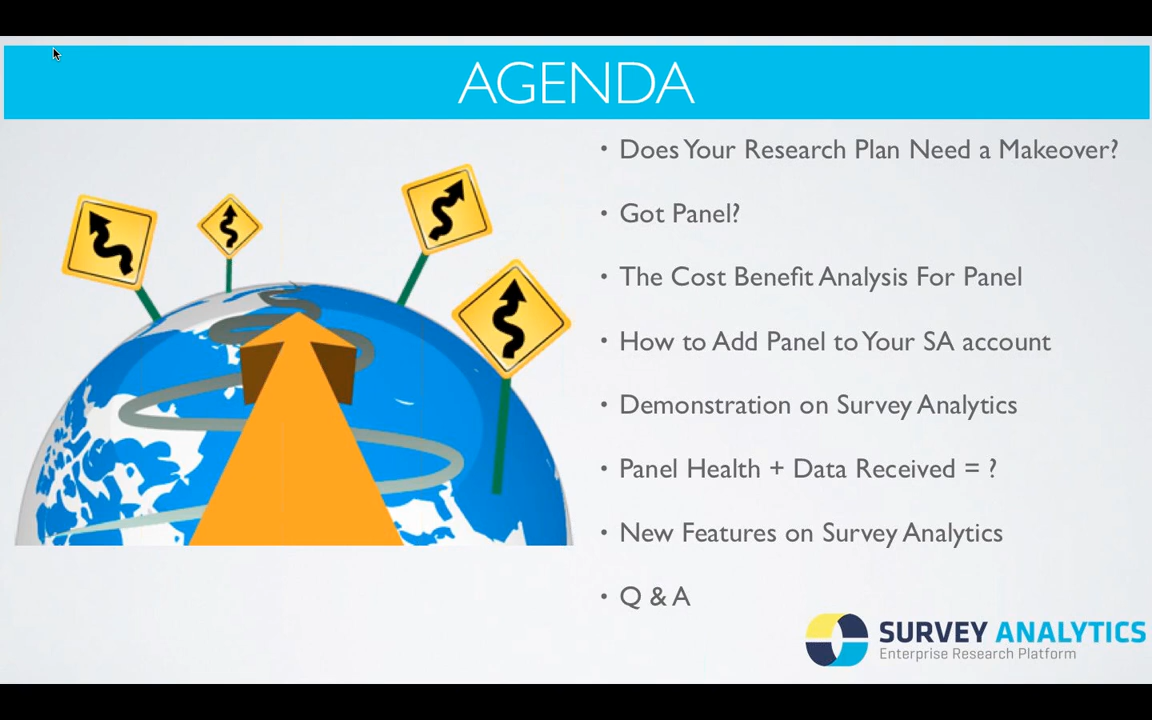 AGENDA
• Does Your Research Plan Need a Makeover?
• Got Panel?
• The Cost Benefit Analysis For Panel
• How to Add Panel to Your SA account
• Demonstration on Survey Analytics
• Panel Health + Data Received = ?
• New Features on Survey Analytics
• Q & A
SURVEY ANALYTICS
Enterprise Research Platform